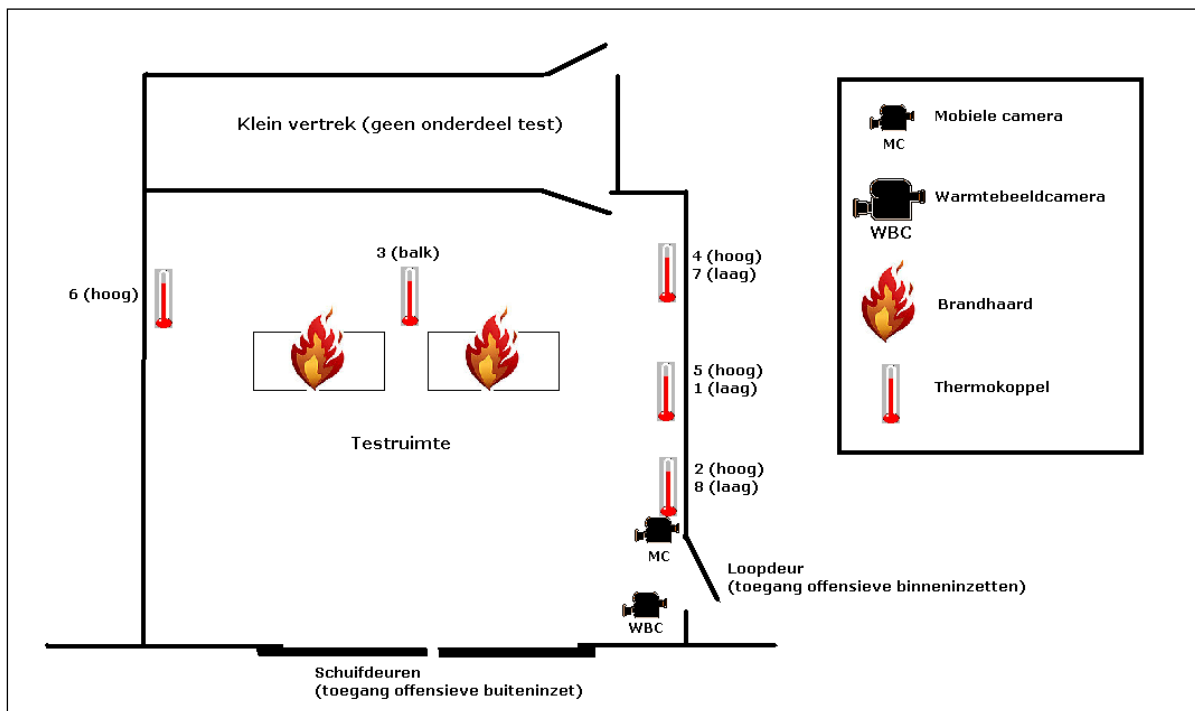 Klein vertrek (geen onderdeel test)
3 (balk)
6 (hoog)
4 (hoog)
7 (laag)
5 (hoog)
1 (laag)
Testruimte
2 (hoog)
8 (laag)
MC
Loopdeur
(toegang offensieve binneninzetten)
WBC
Schuifdeuren
(toegang offensieve buiteninzet)
Mobiele camera
MC
Warmtebeeldcamera
WBC
Brandhaard
Thermokoppel